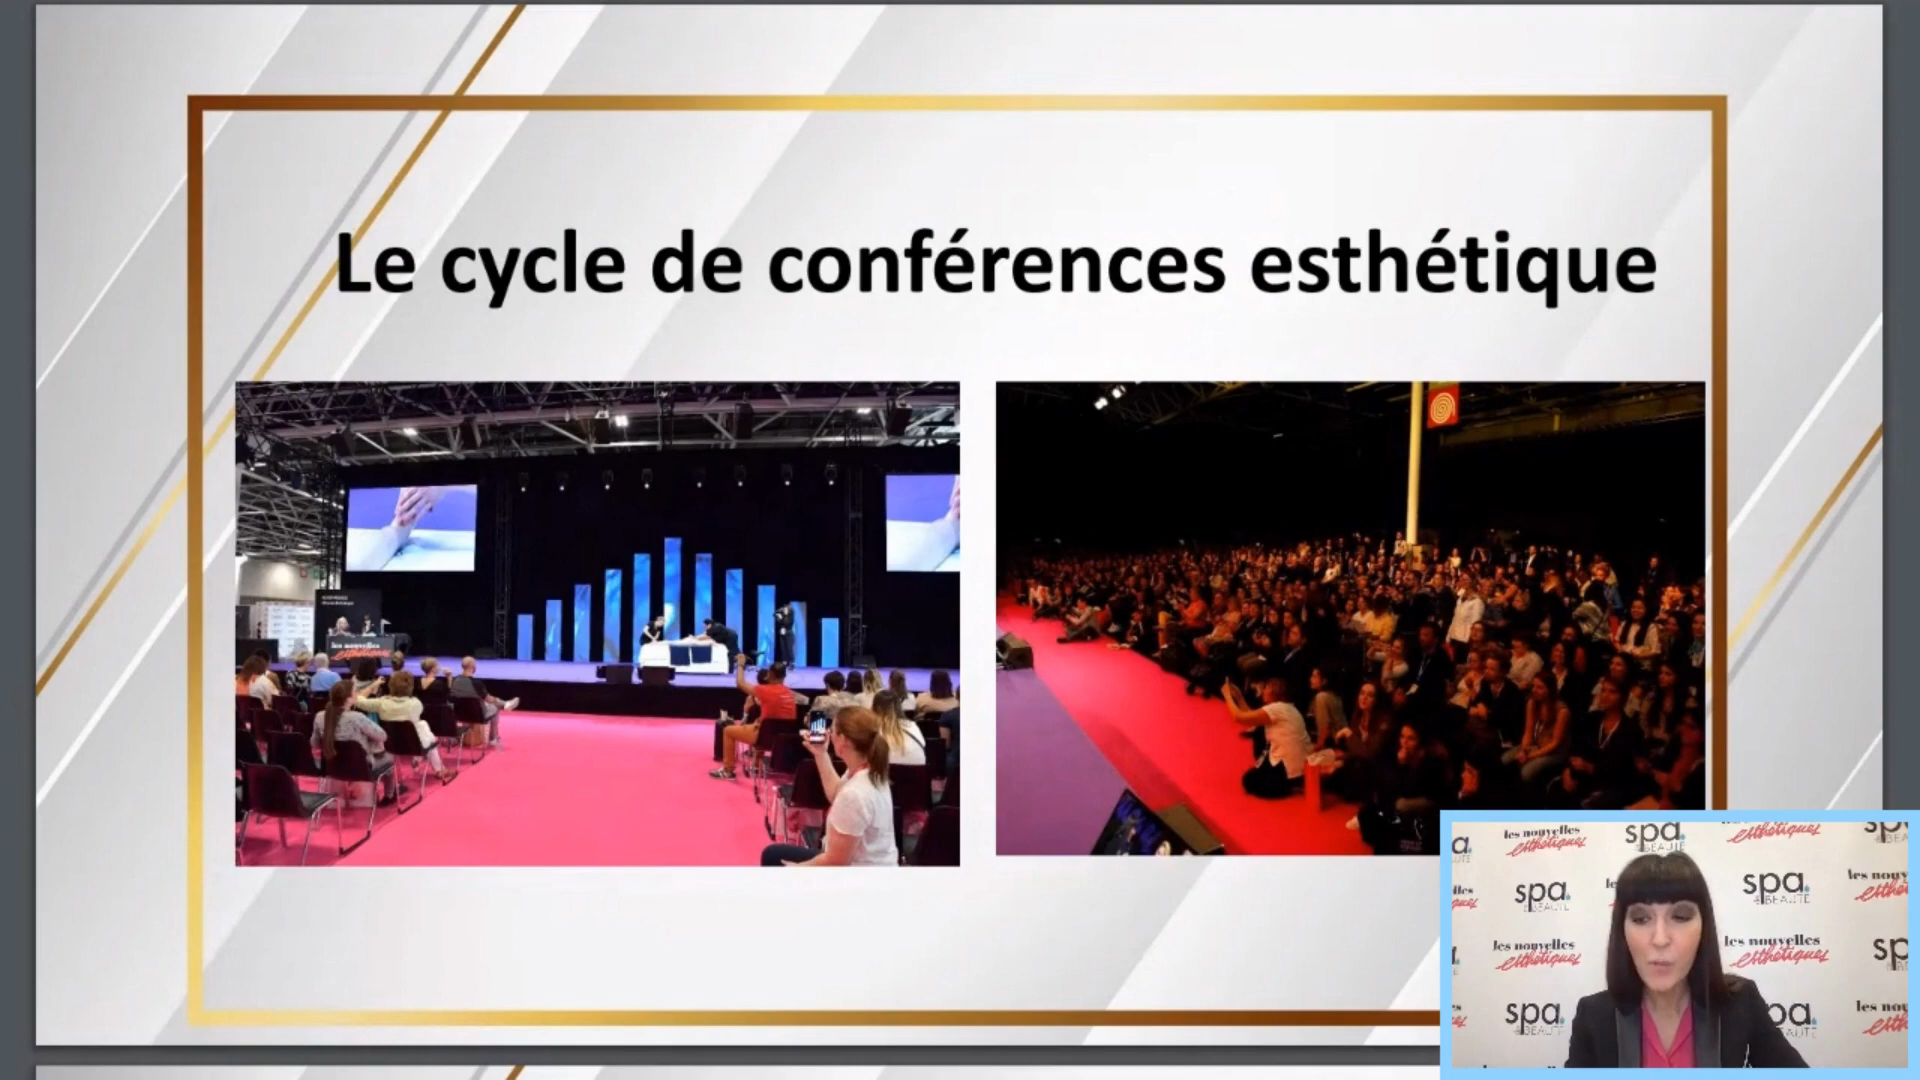 Le cycle de conférences esthétique
les nouvelles
esthétiques
les nouvelles
esthétiques
spa
&BEAUTÉ
esthétiques
spa
&BEAUTÉ
spa
&BEAUTÉ
les nouvelles
esthétiques
les nouvelles
esthétiques
spa